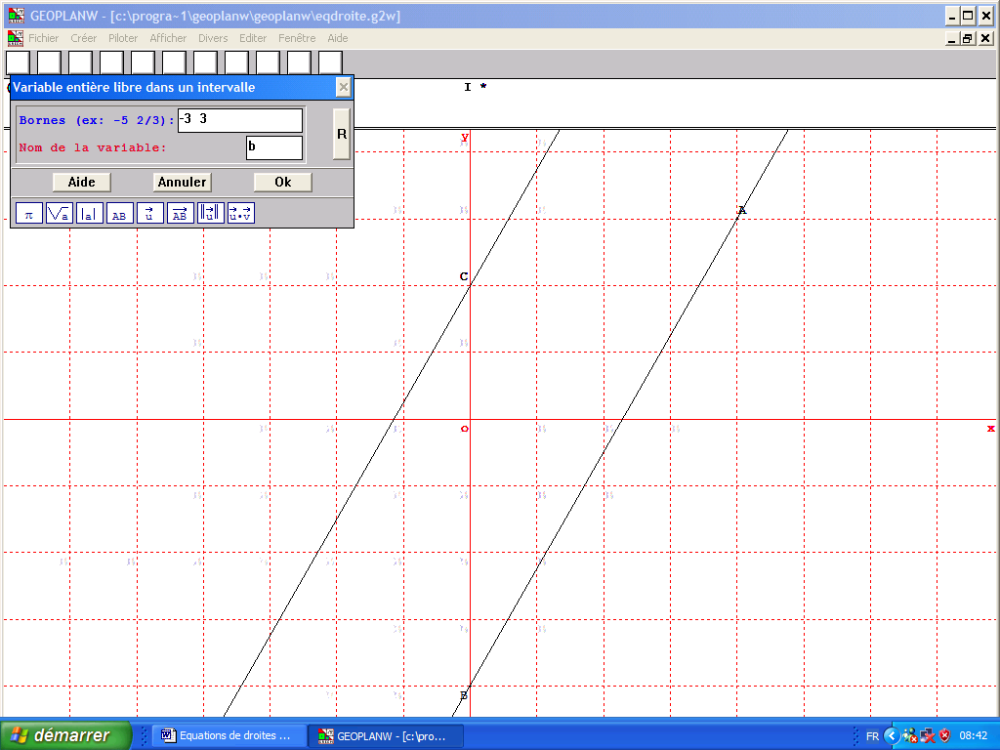 GEOPLANW - [c:\progra~1\geoplanw\geoplanw\eqdroite.g2w]
Fichier Créer Piloter Afficher Divers Editer Fenêtre Aide
Variable entière libre dans un intervalle
I *
Bornes (ex: -5 2/3): -3 3
R
Nom de la variable: b
Aide Annuler Ok
π √a |a| AB u AB ‖u‖ u·v
y
A
C
o x
B
démarrer Equations de droites ... GEOPLANW - [c:\pro... FR 08:42